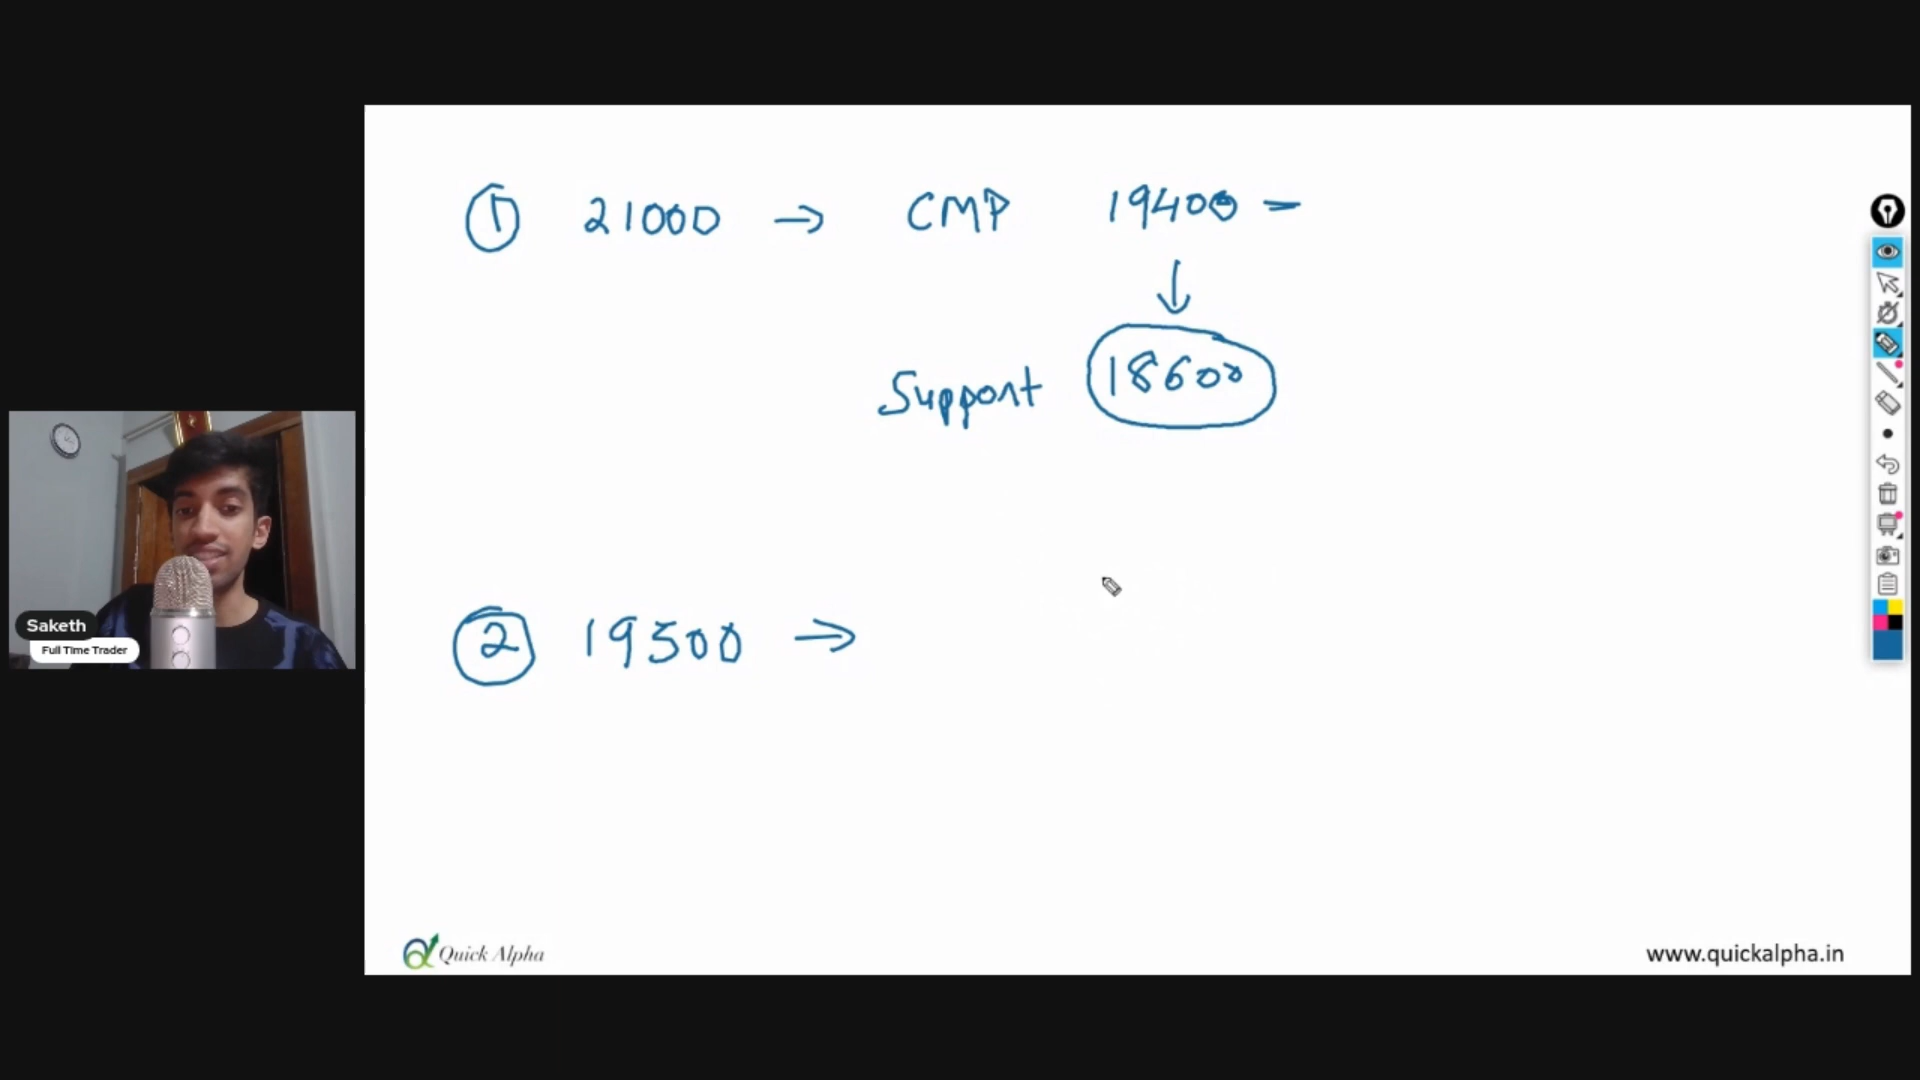 ① 21000 → CMP 19400 -
↓
Support 18600
② 19500 →
Saketh
Full Time Trader
Quick Alpha
www.quickalpha.in